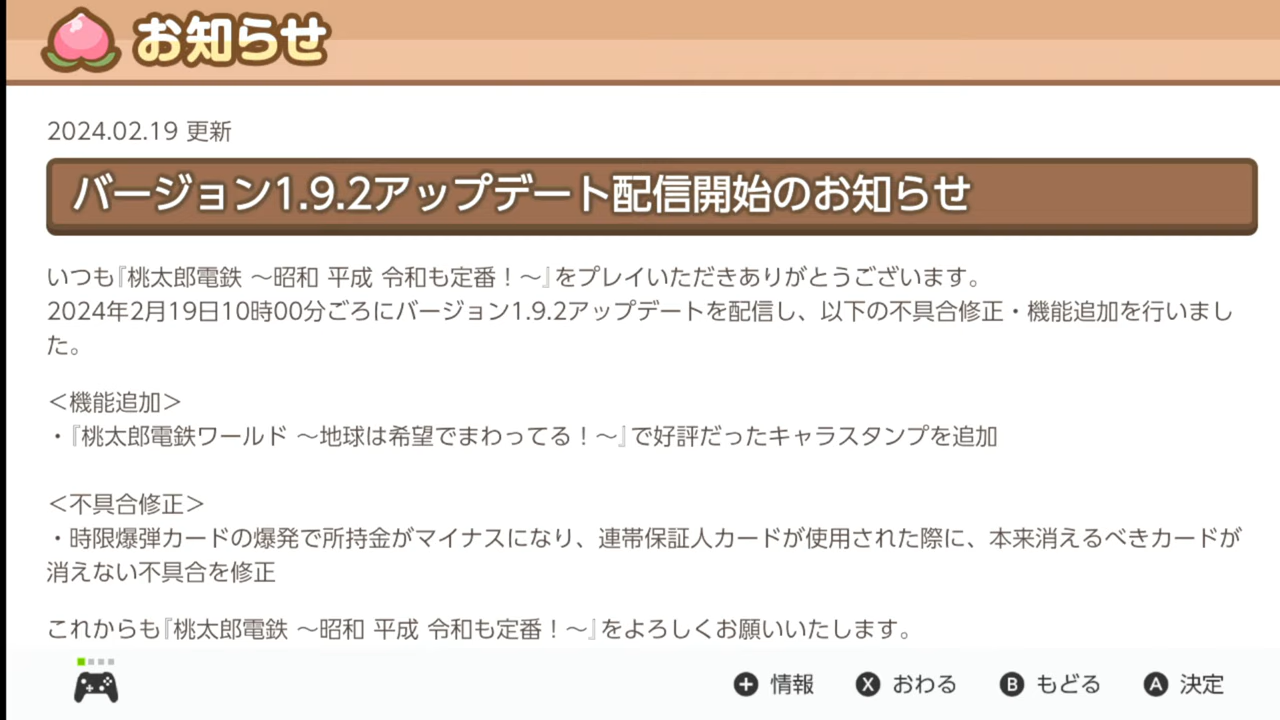 お知らせ
2024.02.19 更新
バージョン1.9.2アップデート配信開始のお知らせ
いつも『桃太郎電鉄 ～昭和 平成 令和も定番！～』をプレイいただきありがとうございます。
2024年2月19日10時00分ごろにバージョン1.9.2アップデートを配信し、以下の不具合修正・機能追加を行いまし
た。
＜機能追加＞
・『桃太郎電鉄ワールド ～地球は希望でまわってる！～』で好評だったキャラスタンプを追加
＜不具合修正＞
・時限爆弾カードの爆発で所持金がマイナスになり、連帯保証人カードが使用された際に、本来消えるべきカードが
消えない不具合を修正
これからも『桃太郎電鉄 ～昭和 平成 令和も定番！～』をよろしくお願いいたします。
+ 情報 X おわる B もどる A 決定